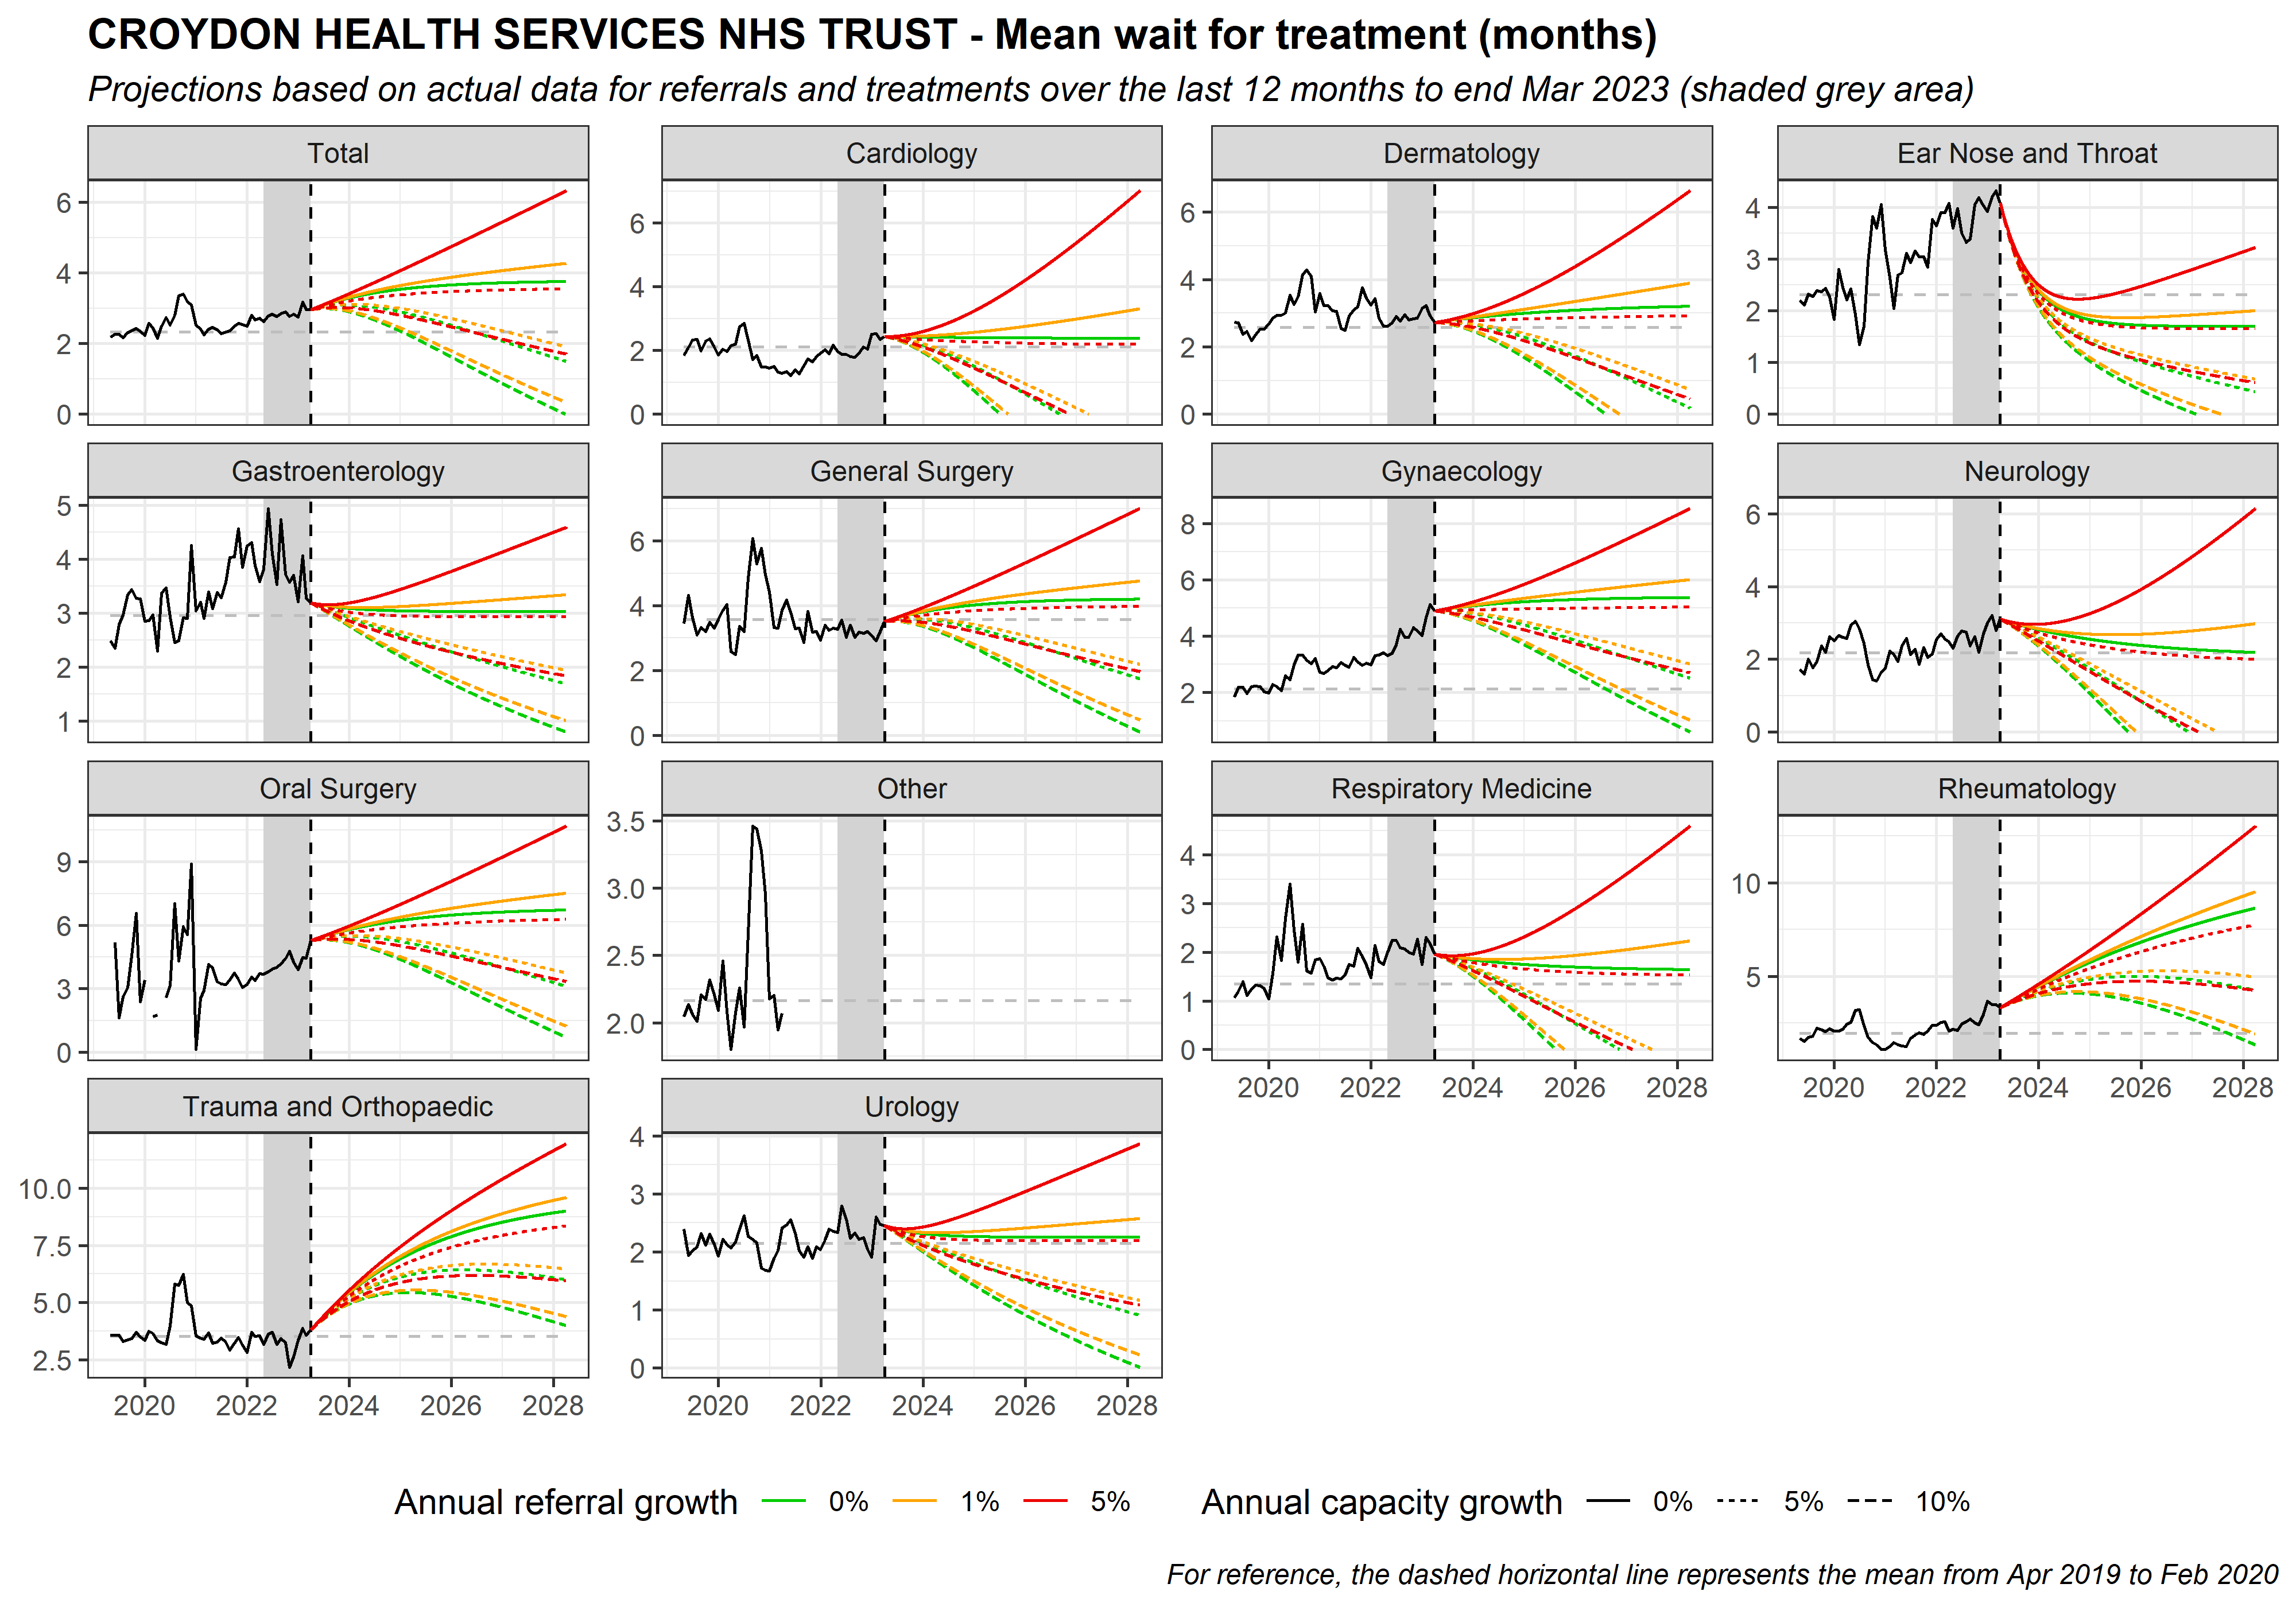 CROYDON HEALTH SERVICES NHS TRUST - Mean wait for treatment (months)
Projections based on actual data for referrals and treatments over the last 12 months to end Mar 2023 (shaded grey area)
Total
6
4
2
0
Cardiology
6
4
2
0
Dermatology
6
4
2
0
Ear Nose and Throat
4
3
2
1
0
Gastroenterology
5
4
3
2
1
General Surgery
6
4
2
0
Gynaecology
8
6
4
2
Neurology
6
4
2
0
Oral Surgery
9
6
3
0
Other
3.5
3.0
2.5
2.0
Respiratory Medicine
4
3
2
1
0
2020 2022 2024 2026 2028
Rheumatology
10
5
2020 2022 2024 2026 2028
Trauma and Orthopaedic
10.0
7.5
5.0
2.5
2020 2022 2024 2026 2028
Urology
4
3
2
1
0
2020 2022 2024 2026 2028
Annual referral growth 0% 1% 5%
Annual capacity growth 0% 5% 10%
For reference, the dashed horizontal line represents the mean from Apr 2019 to Feb 2020